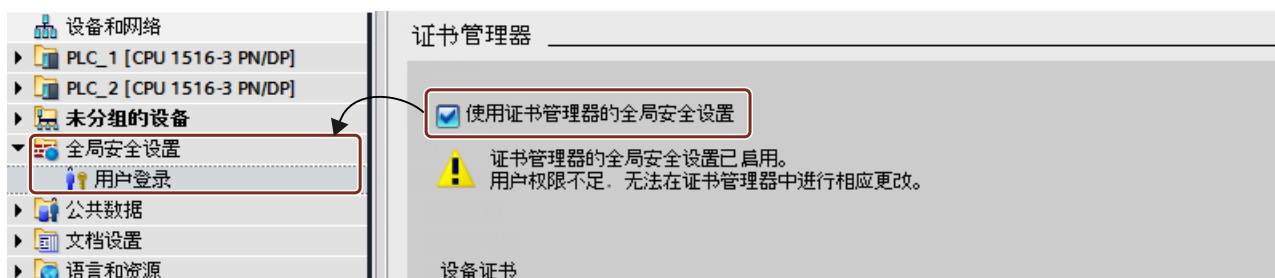 设备和网络
PLC_1 [CPU 1516-3 PN/DP]
PLC_2 [CPU 1516-3 PN/DP]
未分组的设备
全局安全设置
用户登录
公共数据
文档设置
语言和资源
证书管理器
使用证书管理器的全局安全设置
证书管理器的全局安全设置已启用。
用户权限不足，无法在证书管理器中进行相应更改。
设备证书